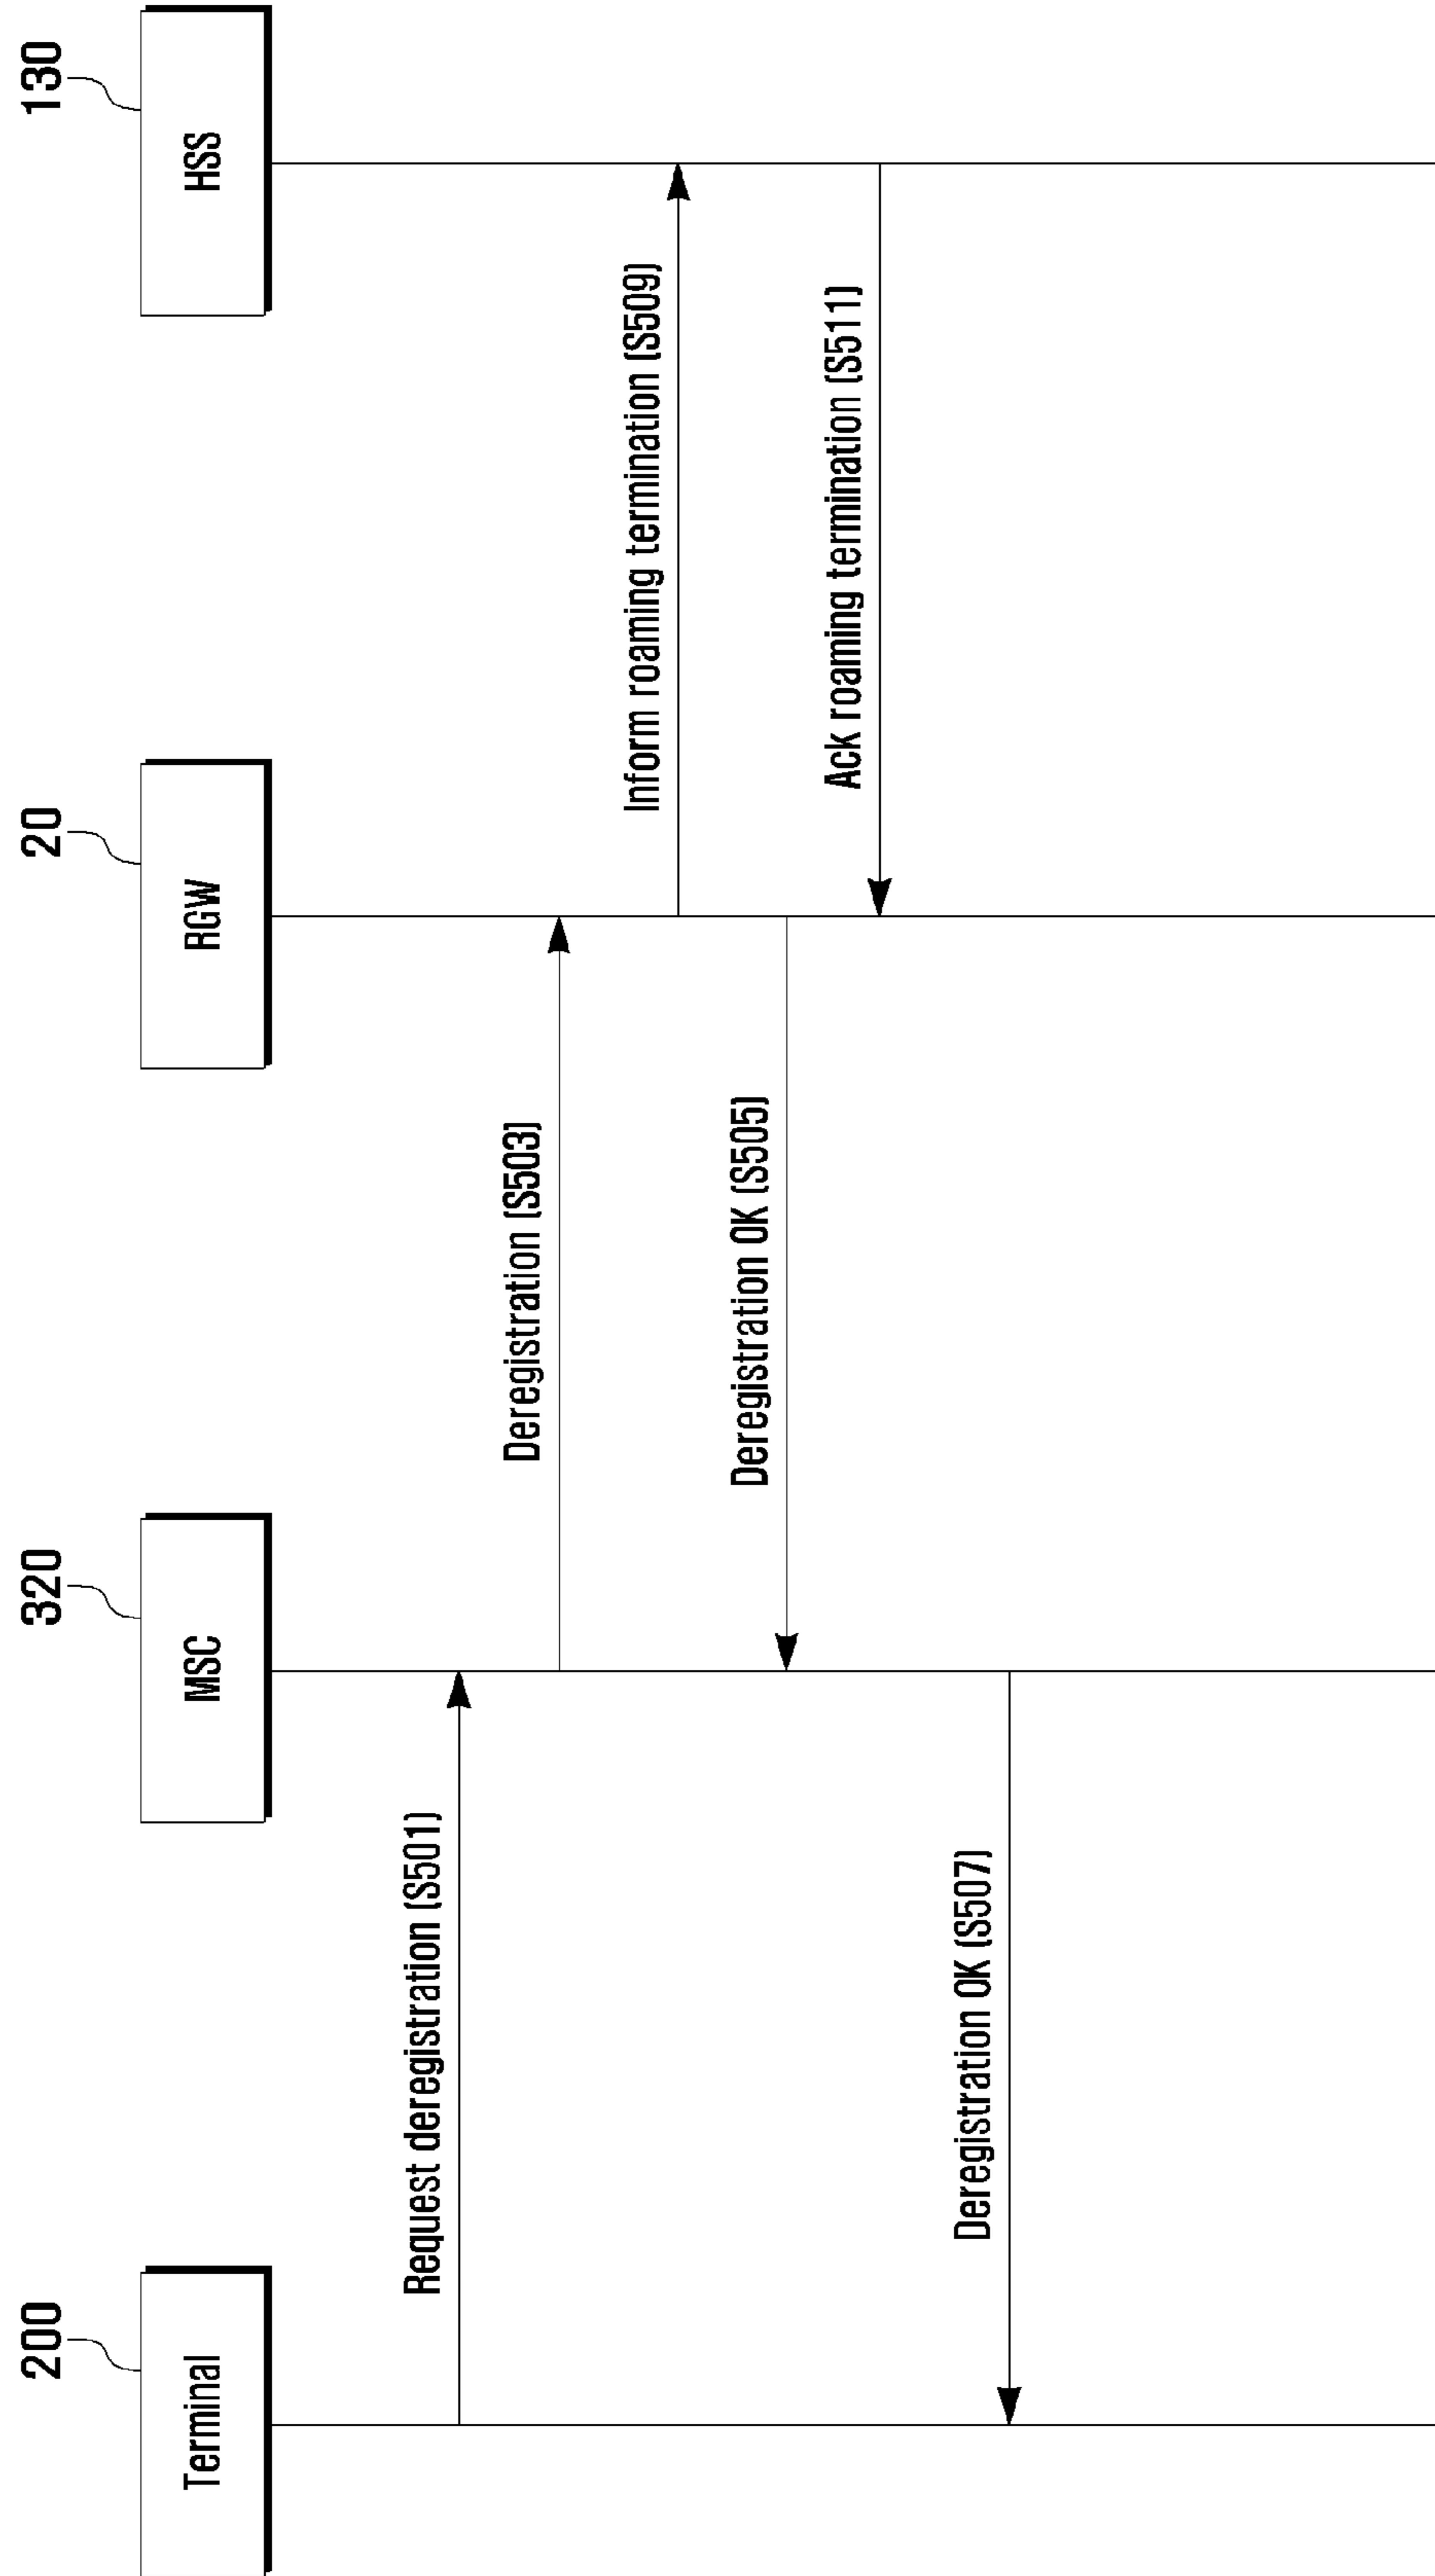 200
320
20
130
Terminal
MSC
RGW
HSS
Request deregistration (S501)
Deregistration (S503)
Inform roaming termination (S509)
Deregistration OK (S505)
Ack roaming termination (S511)
Deregistration OK (S507)